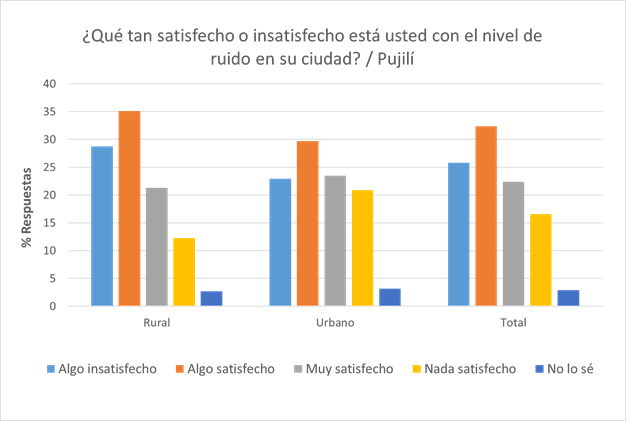 ¿Qué tan satisfecho o insatisfecho está usted con el nivel de
ruido en su ciudad? / Pujilí
40
35
30
25
20
15
10
5
0
% Respuestas
Rural Urbano Total
Algo insatisfecho Algo satisfecho Muy satisfecho Nada satisfecho No lo sé